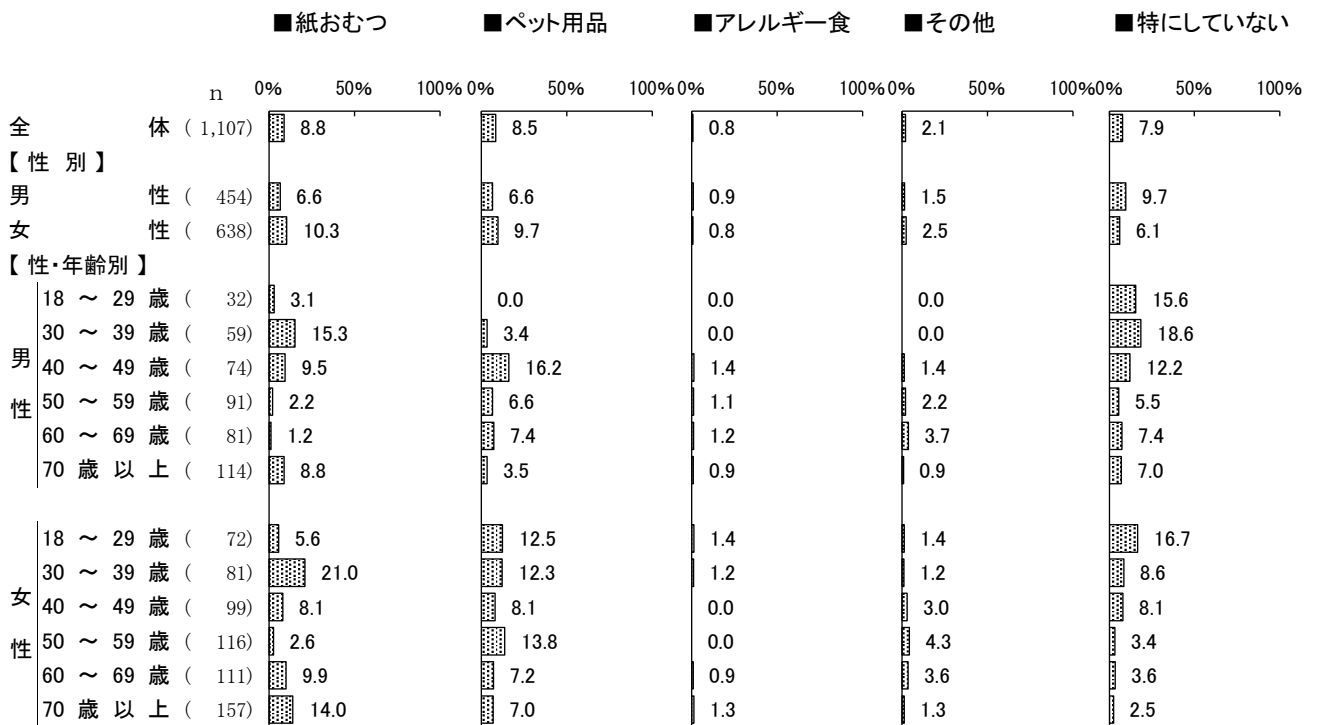 ■紙おむつ ■ペット用品 ■アレルギー食 ■その他 ■特にしていない
n 0% 50% 100% 0% 50% 100% 0% 50% 100% 0% 50% 100% 0% 50% 100%
全 体 ( 1,107) 8.8 8.5 0.8 2.1 7.9
【 性 別 】
男 性 ( 454) 6.6 6.6 0.9 1.5 9.7
女 性 ( 638) 10.3 9.7 0.8 2.5 6.1
【 性・年齢別 】
男性
18 ～ 29 歳 ( 32) 3.1 0.0 0.0 0.0 15.6
30 ～ 39 歳 ( 59) 15.3 3.4 0.0 0.0 18.6
40 ～ 49 歳 ( 74) 9.5 16.2 1.4 1.4 12.2
50 ～ 59 歳 ( 91) 2.2 6.6 1.1 2.2 5.5
60 ～ 69 歳 ( 81) 1.2 7.4 1.2 3.7 7.4
70 歳 以 上 ( 114) 8.8 3.5 0.9 0.9 7.0
女性
18 ～ 29 歳 ( 72) 5.6 12.5 1.4 1.4 16.7
30 ～ 39 歳 ( 81) 21.0 12.3 1.2 1.2 8.6
40 ～ 49 歳 ( 99) 8.1 8.1 0.0 3.0 8.1
50 ～ 59 歳 ( 116) 2.6 13.8 0.0 4.3 3.4
60 ～ 69 歳 ( 111) 9.9 7.2 0.9 3.6 3.6
70 歳 以 上 ( 157) 14.0 7.0 1.3 1.3 2.5